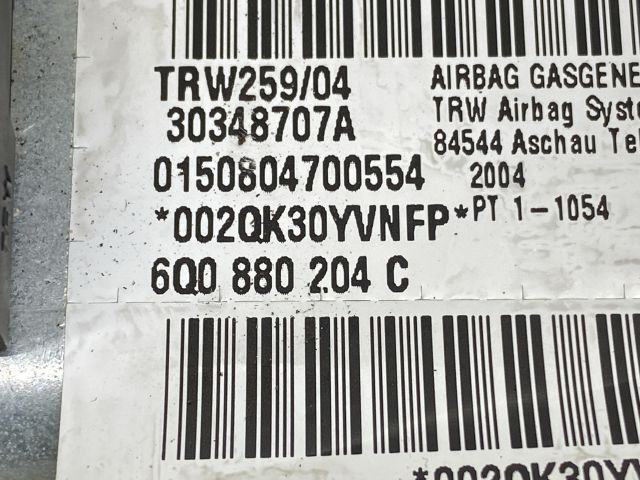 TRW259/04
30348707A
0150804700554
*002QK30YVNFP*
6Q0 880 204 C
AIRBAG GASGENE
TRW Airbag Syste
84544 Aschau Te
2004
PT 1-1054
*002QK30YV